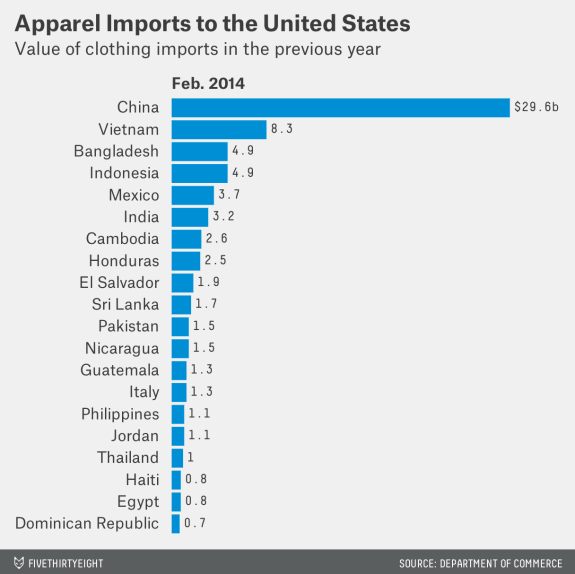 Apparel Imports to the United States
Value of clothing imports in the previous year
Feb. 2014
China $29.6b
Vietnam 8.3
Bangladesh 4.9
Indonesia 4.9
Mexico 3.7
India 3.2
Cambodia 2.6
Honduras 2.5
El Salvador 1.9
Sri Lanka 1.7
Pakistan 1.5
Nicaragua 1.5
Guatemala 1.3
Italy 1.3
Philippines 1.1
Jordan 1.1
Thailand 1
Haiti 0.8
Egypt 0.8
Dominican Republic 0.7
FIVETHIRTYEIGHT SOURCE: DEPARTMENT OF COMMERCE